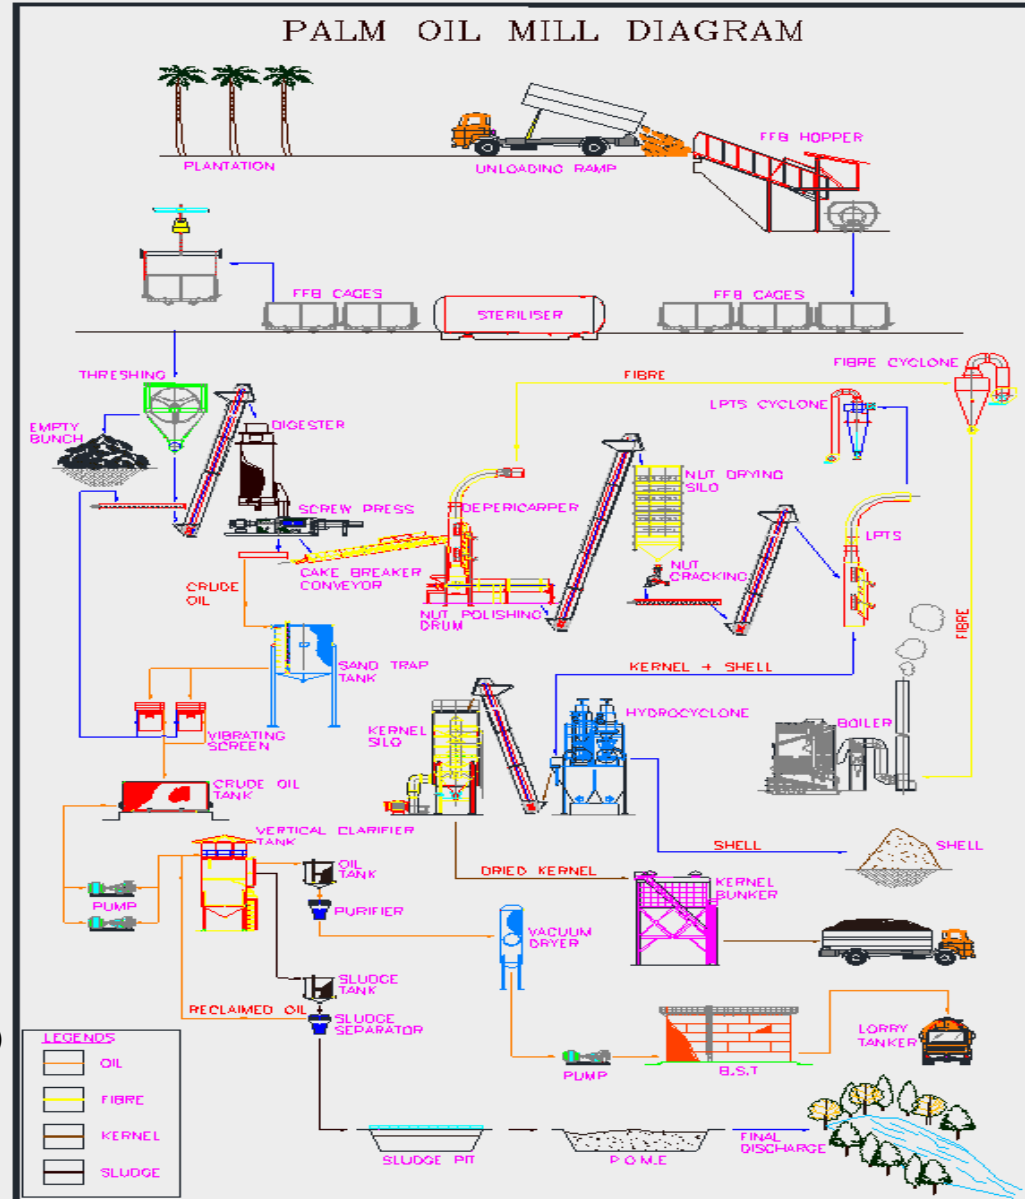 PALM OIL MILL DIAGRAM
PLANTATION
UNLOADING RAMP
FFB HOPPER
FFB CAGES
STERILISER
FFB CAGES
THRESHING
FIBRE
FIBRE CYCLONE
LPTS CYCLONE
EMPTY
BUNCH
DIGESTER
NUT DRYING
SILO
SCREW PRESS
DEPERICARPER
LPTS
CAKE BREAKER
CONVEYOR
NUT
CRACKING
CRUDE
OIL
NUT POLISHING
DRUM
FIBRE
SAND TRAP
TANK
KERNEL + SHELL
VIBRATING
SCREEN
KERNEL
SILO
HYDROCYCLONE
BOILER
CRUDE OIL
TANK
VERTICAL CLARIFIER
TANK
OIL
TANK
DRIED KERNEL
SHELL
SHELL
KERNEL
BUNKER
PUMP
PURIFIER
VACUUM
DRYER
SLUDGE
TANK
RECLAIMED OIL
SLUDGE
SEPARATOR
LORRY
TANKER
PUMP
B.S.T
LEGENDS
OIL
FIBRE
KERNEL
SLUDGE
SLUDGE PIT
P.O.M.E
FINAL
DISCHARGE